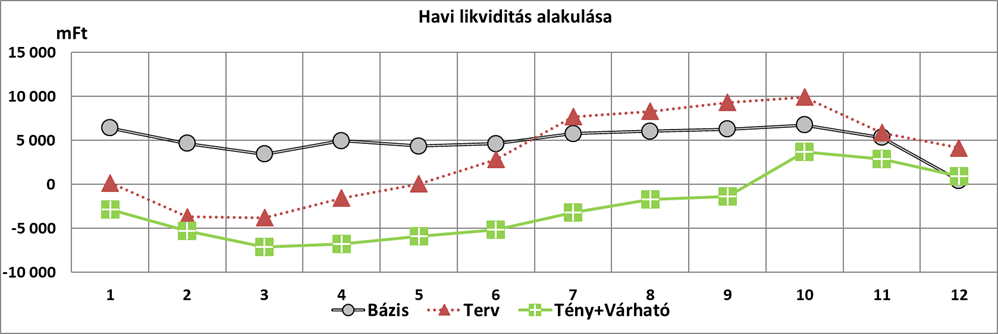 Havi likviditás alakulása
mFt
15 000
10 000
5 000
0
-5 000
-10 000
1 2 3 4 5 6 7 8 9 10 11 12
Bázis Terv Tény+Várható